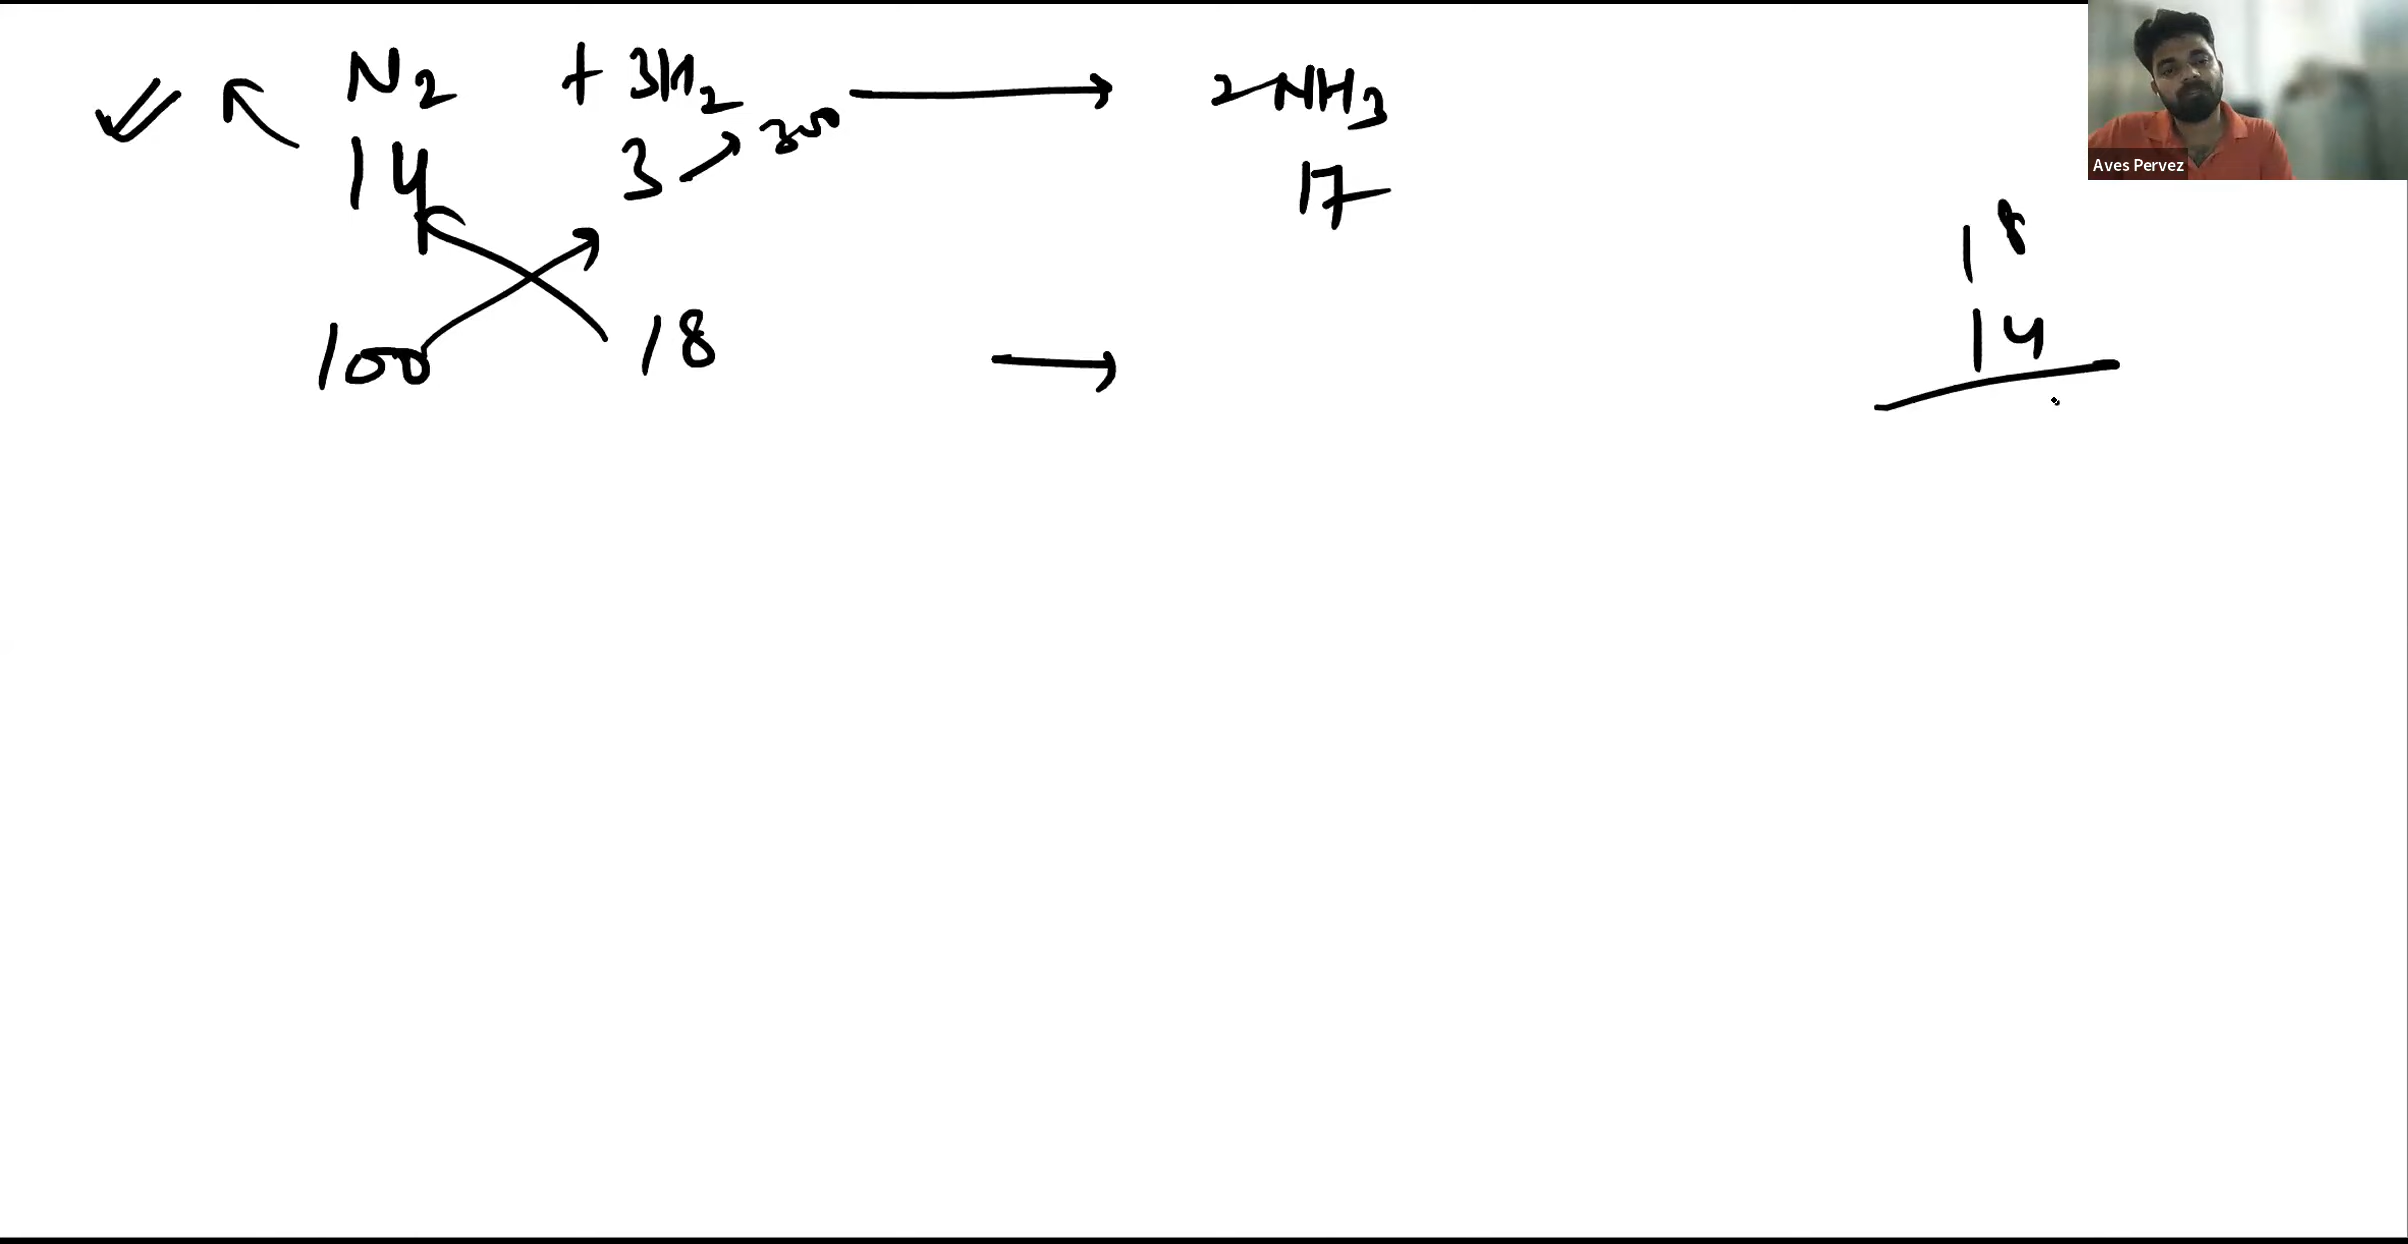 N2 + 3H2 → 2NH3
14 3 → 300 17
100 18 →
18
14
Aves Pervez